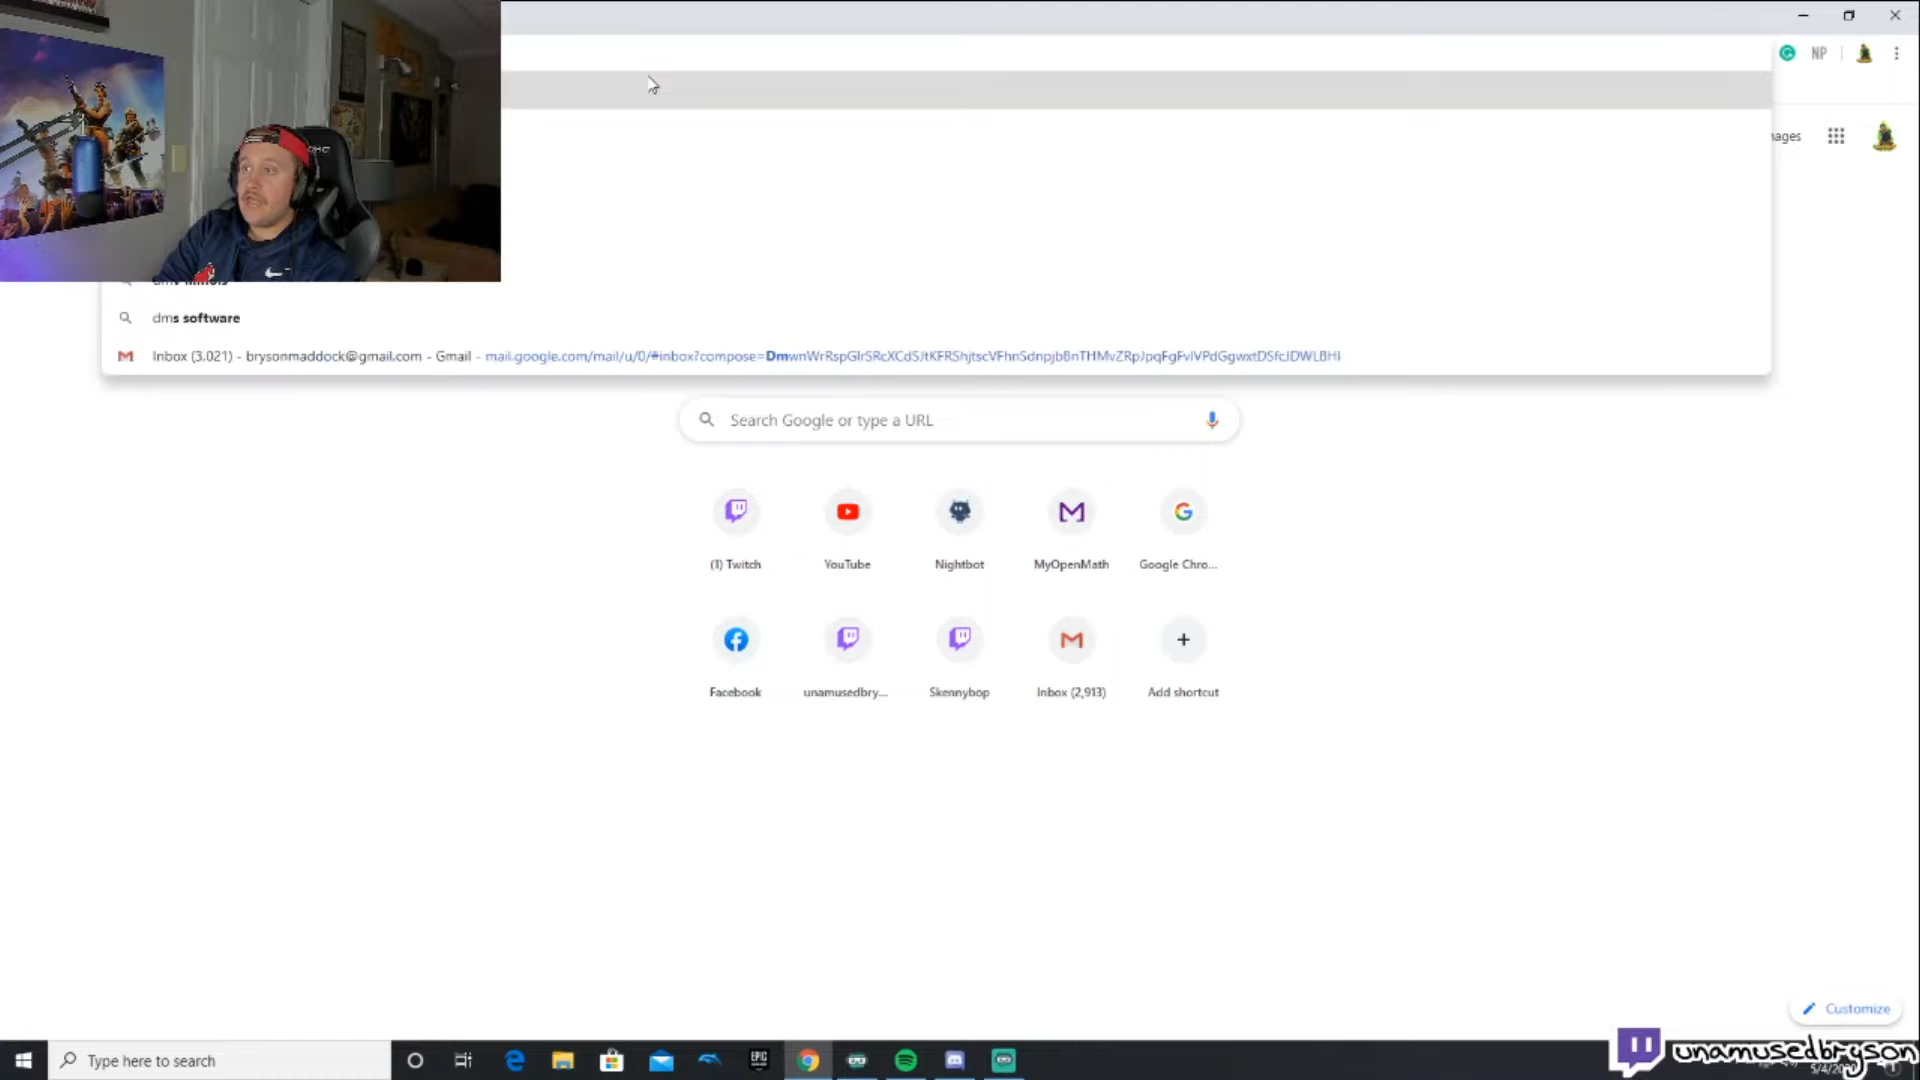 NP
ages
dms software
Inbox (3,021) - brysonmaddock@gmail.com - Gmail - mail.google.com/mail/u/0/#inbox?compose=
Search Google or type a URL
(1) Twitch
YouTube
Nightbot
MyOpenMath
Google Chro...
Facebook
unamusedbry...
Skennybop
Inbox (2,913)
Add shortcut
Customize
Type here to search
EPIC
unamusedbryson